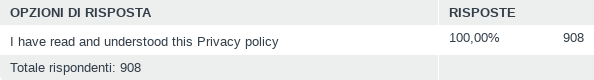 OPZIONI DI RISPOSTA RISPOSTE
I have read and understood this Privacy policy 100,00% 908
Totale rispondenti: 908